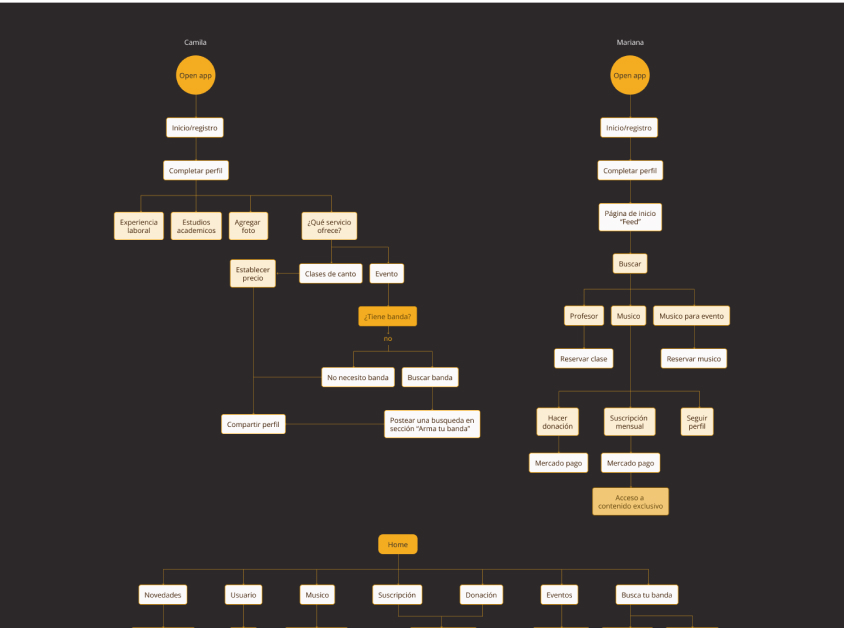 Camila
Open app
Inicio/registro
Completar perfil
Experiencia
laboral
Estudios
academicos
Agregar
foto
¿Qué servicio
ofrece?
Establecer
precio
Clases de canto
Evento
¿Tiene banda?
no
No necesito banda
Buscar banda
Compartir perfil
Postear una busqueda en
sección "Arma tu banda"
Mariana
Open app
Inicio/registro
Completar perfil
Página de inicio
"Feed"
Buscar
Profesor
Musico
Musico para evento
Reservar clase
Reservar musico
Hacer
donación
Suscripción
mensual
Seguir
perfil
Mercado pago
Mercado pago
Acceso a
contenido exclusivo
Home
Novedades
Usuario
Musico
Suscripción
Donación
Eventos
Busca tu banda